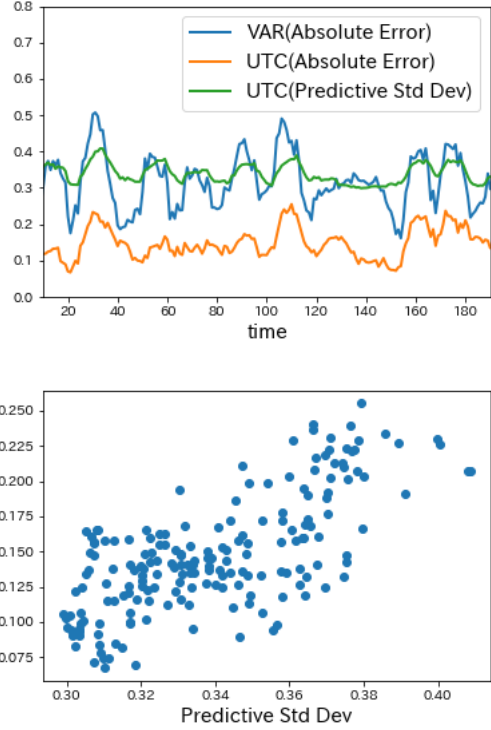 0.8
VAR(Absolute Error)
UTC(Absolute Error)
UTC(Predictive Std Dev)
0.7
0.6
0.5
0.4
0.3
0.2
0.1
0.0
20 40 60 80 100 120 140 160 180
time
0.250
0.225
0.200
0.175
0.150
0.125
0.100
0.075
0.30 0.32 0.34 0.36 0.38 0.40
Predictive Std Dev